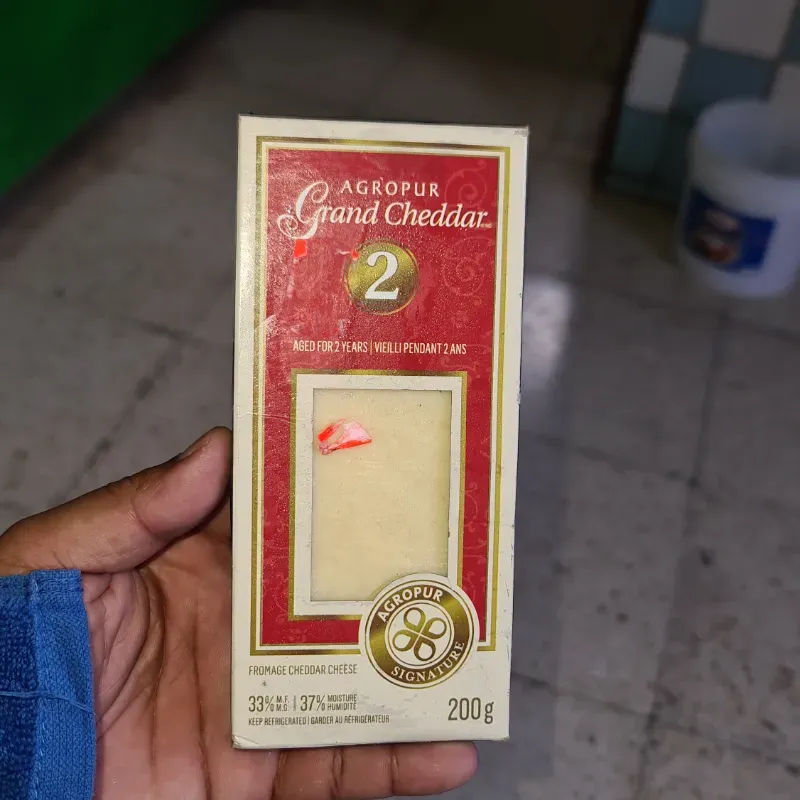 AGROPUR
Grand Cheddar
2
AGED FOR 2 YEARS | VIEILLI PENDANT 2 ANS
AGROPUR
SIGNATURE
FROMAGE CHEDDAR CHEESE
33% M.F. | 37% MOISTURE
% M.G. % HUMIDITÉ
200 g
KEEP REFRIGERATED | GARDER AU RÉFRIGÉRATEUR